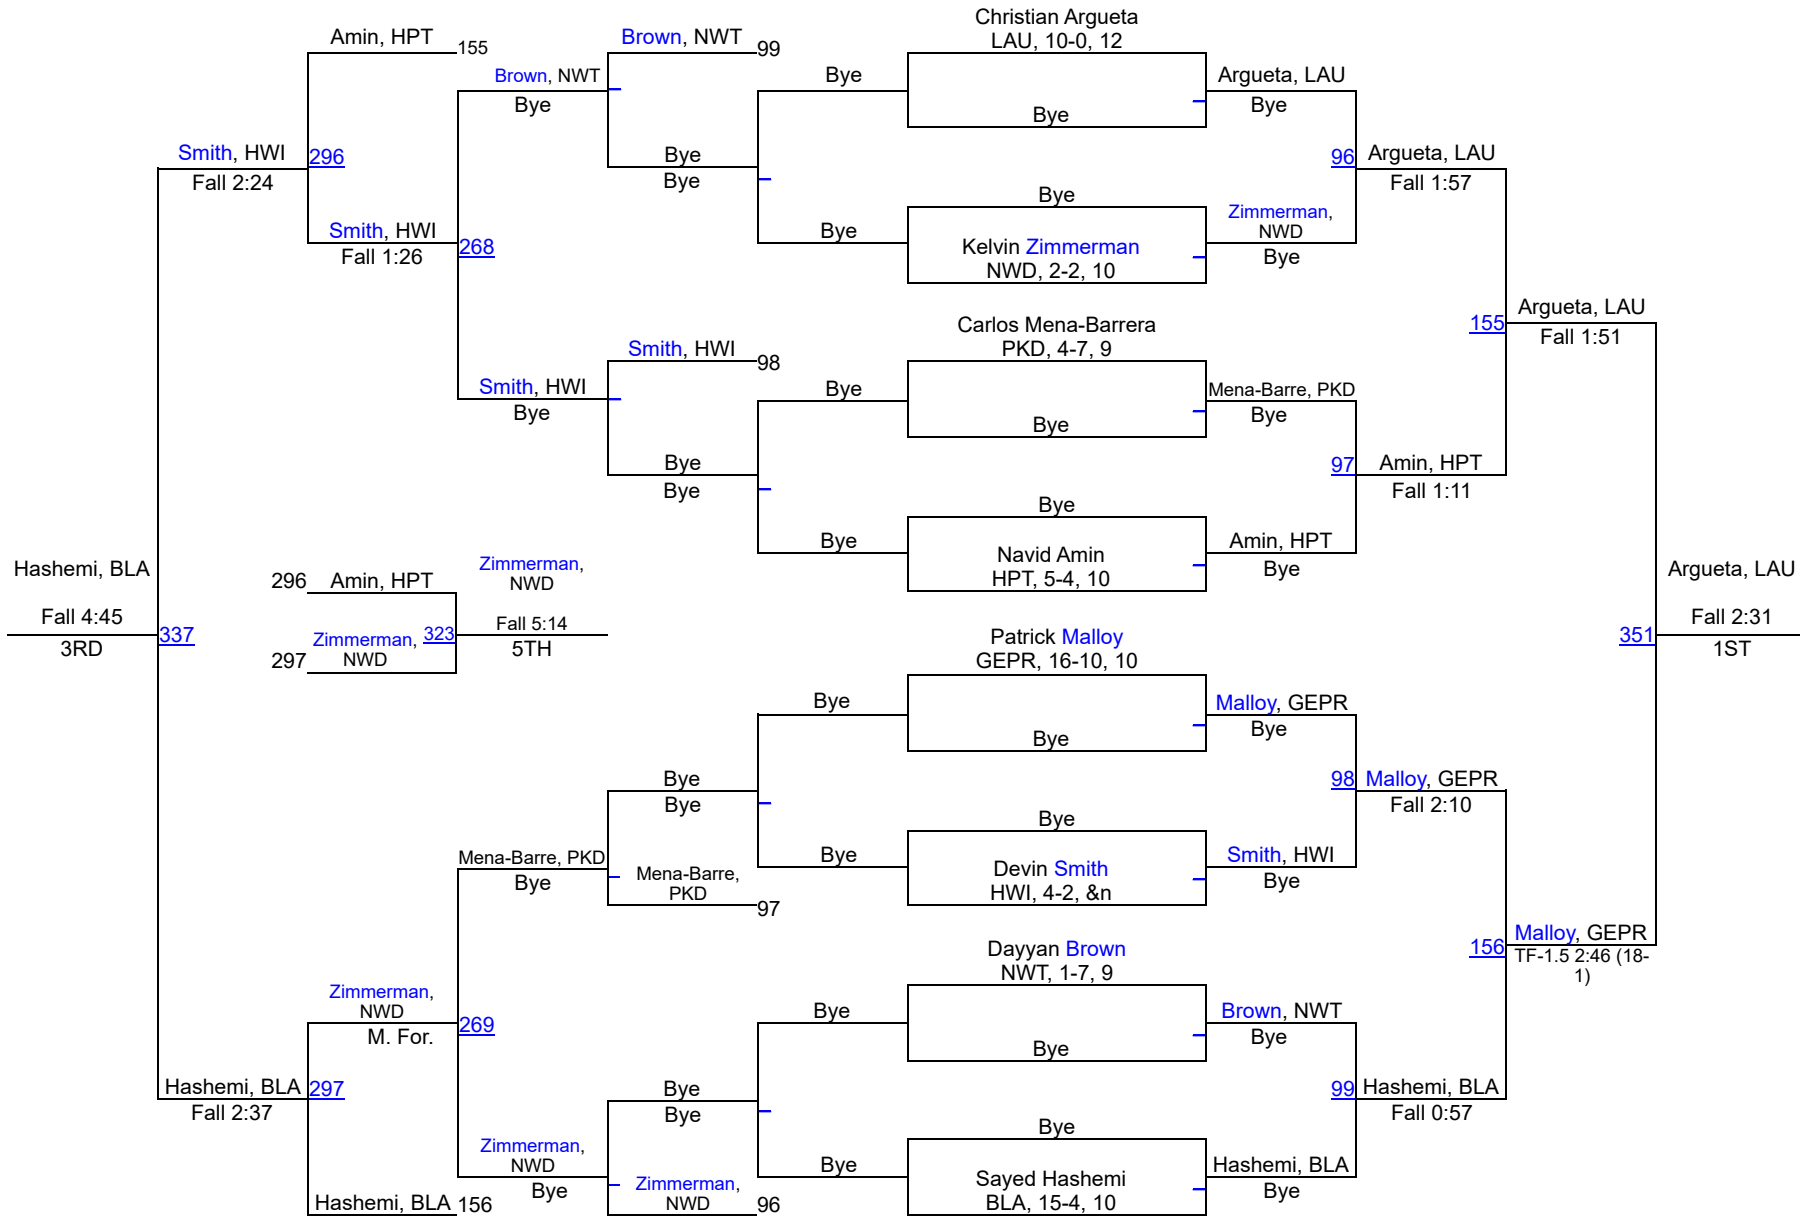 Christian Argueta
LAU, 10-0, 12
Amin, HPT
155
Brown, NWT
99
Brown, NWT
Bye
Bye
Argueta, LAU
Bye
Bye
Smith, HWI
296
Fall 2:24
Bye
Bye
96
Argueta, LAU
Fall 1:57
Bye
Smith, HWI
Fall 1:26
268
Bye
Kelvin Zimmerman
NWD, 2-2, 10
Zimmerman,
NWD
Bye
155
Argueta, LAU
Fall 1:51
Carlos Mena-Barrera
PKD, 4-7, 9
Smith, HWI
98
Smith, HWI
Bye
Bye
Mena-Barre, PKD
Bye
Bye
Bye
Bye
97
Amin, HPT
Fall 1:11
Bye
Bye
Navid Amin
HPT, 5-4, 10
Amin, HPT
Bye
Hashemi, BLA
Fall 4:45
3RD
337
296
Amin, HPT
Zimmerman,
NWD
297
323
Zimmerman,
NWD
Fall 5:14
5TH
Argueta, LAU
Fall 2:31
1ST
351
Patrick Malloy
GEPR, 16-10, 10
Bye
Malloy, GEPR
Bye
Bye
Bye
Bye
98
Malloy, GEPR
Fall 2:10
Bye
Mena-Barre, PKD
Bye
Mena-Barre,
PKD
97
Bye
Devin Smith
HWI, 4-2, &n
Smith, HWI
Bye
156
Malloy, GEPR
TF-1.5 2:46 (18-
1)
Dayyan Brown
NWT, 1-7, 9
Zimmerman,
NWD
M. For.
269
Bye
Brown, NWT
Bye
Bye
Hashemi, BLA
297
Fall 2:37
Bye
Bye
99
Hashemi, BLA
Fall 0:57
Bye
Zimmerman,
NWD
Bye
Zimmerman,
NWD
96
Bye
Sayed Hashemi
BLA, 15-4, 10
Hashemi, BLA
Bye
Hashemi, BLA
156